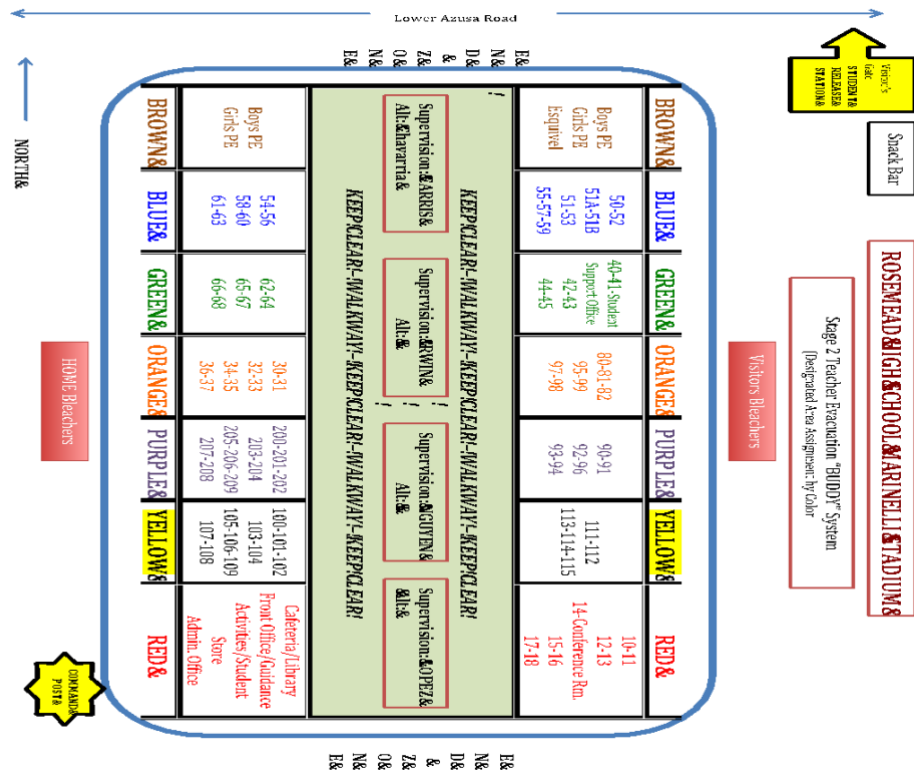 ROSEMEAD&HIGH&SCHOOL&MARINELLI&STADIUM&
Stage 2 Teacher Evacuation "BUDDY" System
[Designated Area Assignment by Color
Snack Bar
Visitor's
Gate
STUDENT&
RELEASE&
STATION&
Lower Azusa Road
Visitors Bleachers
BROWN& BLUE& GREEN& ORANGE& PURPLE& YELLOW& RED&
Boys PE
Girls PE
Esquivel
50-52
51A-51B
51-53
55-57-59
40-41-Student
Support Office
42-43
44-45
80-81-82
95-99
97-98
90-91
92-96
93-94
111-112
113-114-115
10-11
12-13
14-Conference Rm.
15-16
17-18
E&
N&
D&
&
Z&
O&
N&
E&
!
KEEP!CLEAR!-!WALKWAY!-!KEEP!CLEAR!-!WALKWAY!-!KEEP!CLEAR!
Supervision:&FARRIS&
Alt:&Chavarria&
Supervision:&IRWIN&
Alt:&
! ! !
Supervision:&NGUYEN&
Alt:&
Supervision:&LOPEZ&
&Alt:&
KEEP!CLEAR!-!WALKWAY!-!KEEP!CLEAR!-!WALKWAY!-!KEEP!CLEAR!
E&
N&
D&
&
Z&
O&
N&
E&
Boys PE
Girls PE
54-56
58-60
61-63
62-64
65-67
66-68
30-31
32-33
34-35
36-37
200-201-202
203-204
205-206-209
207-208
100-101-102
103-104
105-106-109
107-108
Cafeteria/Library
Front Office/Guidance
Activities/Student
Store
Admin. Office
BROWN& BLUE& GREEN& ORANGE& PURPLE& YELLOW& RED&
HOME Bleachers
COMMAND&
POST&
NORTH&